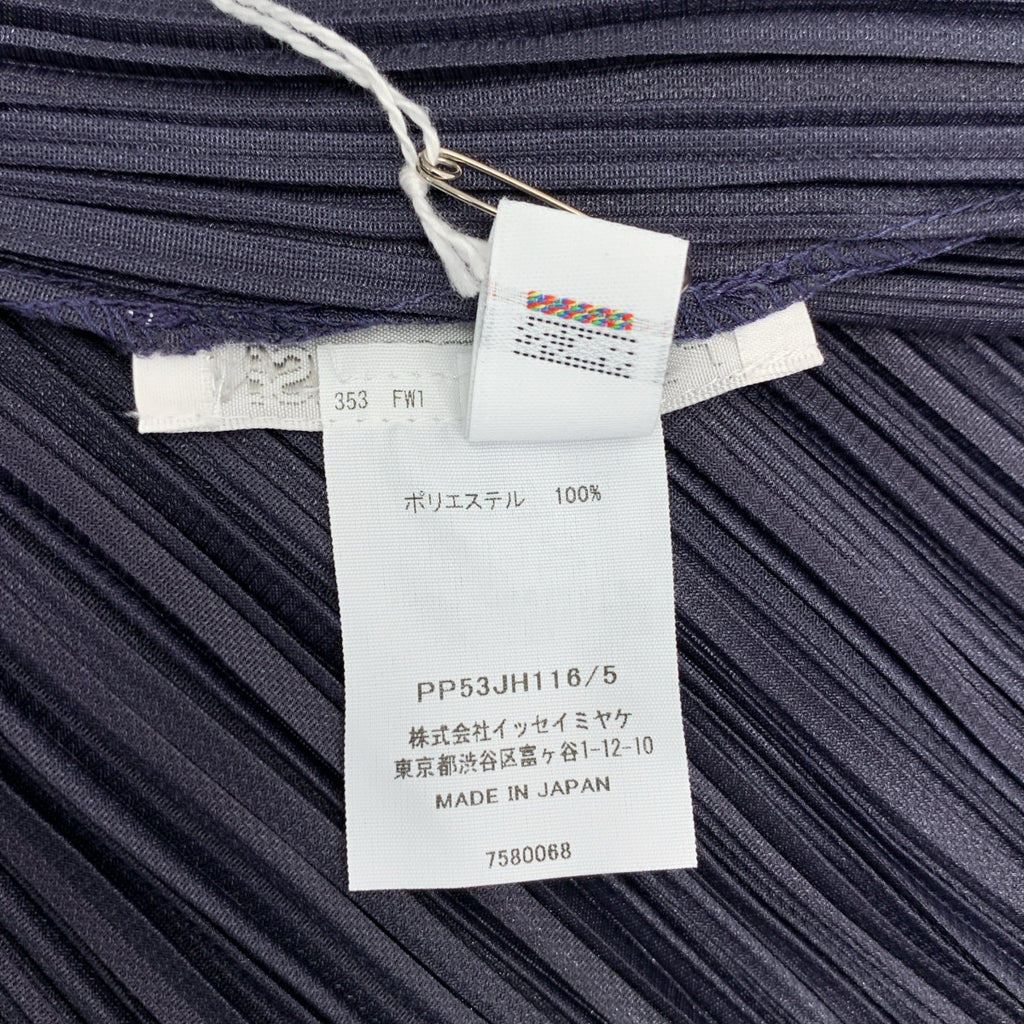 353 FW1
ポリエステル 100%
PP53JH116/5
株式会社イッセイミヤケ
東京都渋谷区富ヶ谷1-12-10
MADE IN JAPAN
7580068